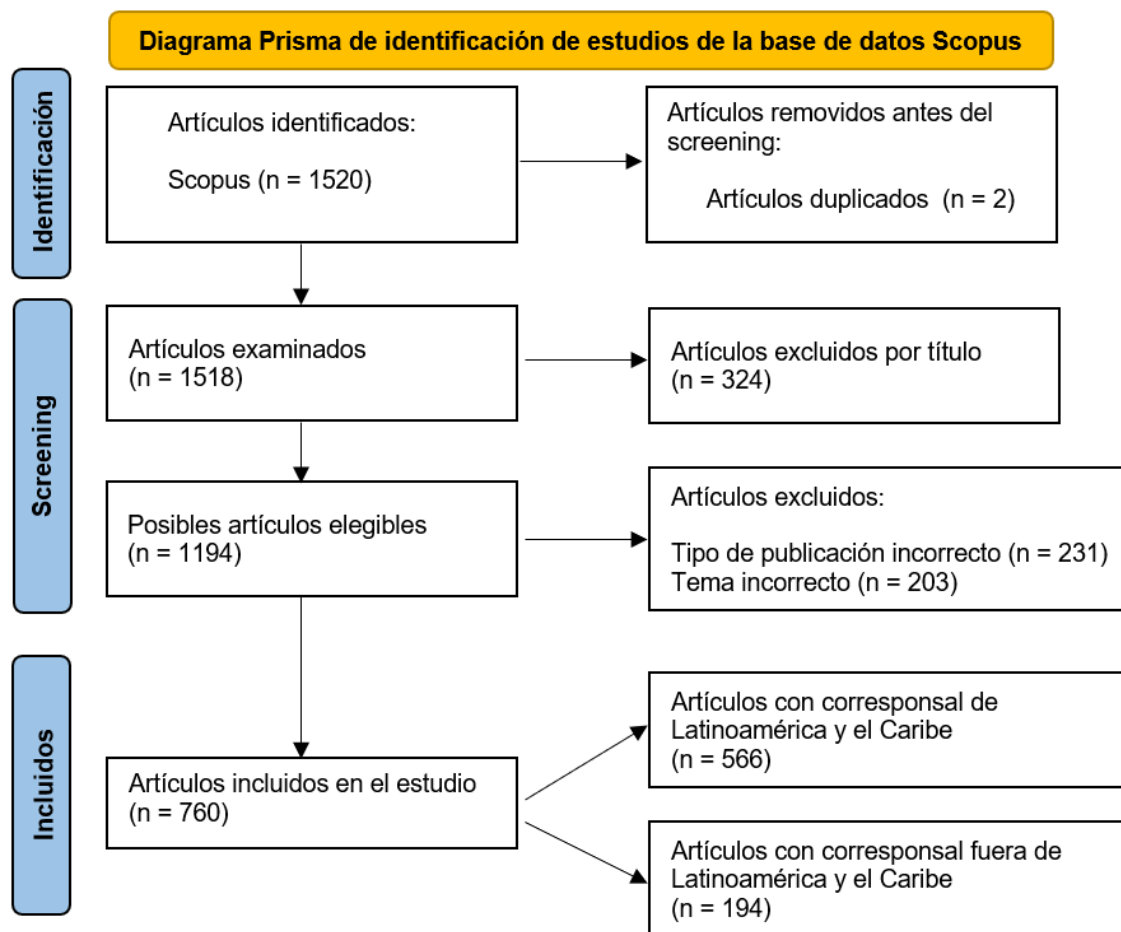 Diagrama Prisma de identificación de estudios de la base de datos Scopus
Identificación
Artículos identificados:
Scopus (n = 1520)
Artículos removidos antes del
screening:
Artículos duplicados (n = 2)
Screening
Artículos examinados
(n = 1518)
Artículos excluidos por título
(n = 324)
Posibles artículos elegibles
(n = 1194)
Artículos excluidos:
Tipo de publicación incorrecto (n = 231)
Tema incorrecto (n = 203)
Incluidos
Artículos incluidos en el estudio
(n = 760)
Artículos con corresponsal de
Latinoamérica y el Caribe
(n = 566)
Artículos con corresponsal fuera de
Latinoamérica y el Caribe
(n = 194)